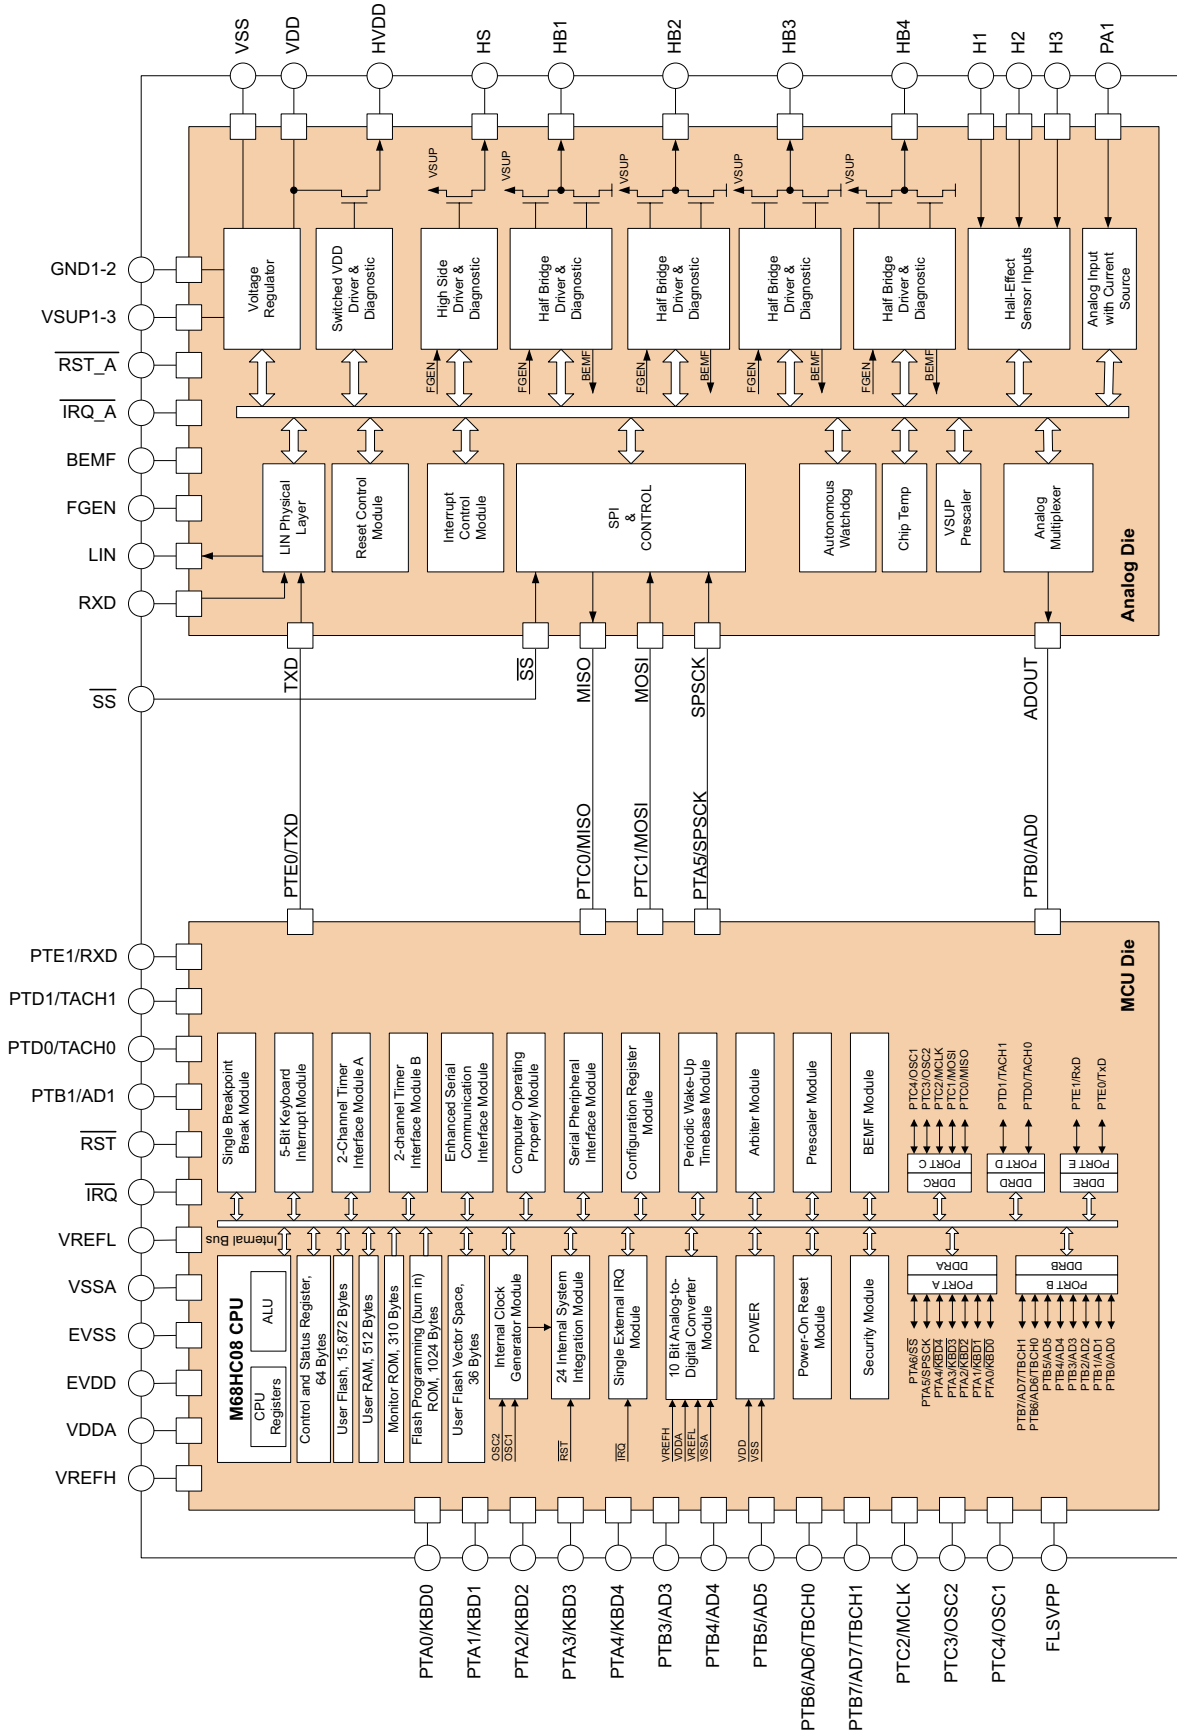 VSS
VDD
HVDD
HS
HB1
HB2
HB3
HB4
H1
H2
H3
PA1
GND1-2
VSUP1-3
RST_A
IRQ_A
BEMF
FGEN
LIN
RXD
SS
VSUP
VSUP
VSUP
VSUP
VSUP
Voltage
Regulator
Switched VDD
Driver &
Diagnostic
High Side
Driver &
Diagnostic
Half Bridge
Driver &
Diagnostic
Half Bridge
Driver &
Diagnostic
Half Bridge
Driver &
Diagnostic
Half Bridge
Driver &
Diagnostic
Hall-Effect
Sensor Inputs
Analog Input
with Current
Source
FGEN
FGEN
BEMF
FGEN
BEMF
FGEN
BEMF
FGEN
BEMF
LIN Physical
Layer
Reset Control
Module
Interrupt
Control
Module
SPI
&
CONTROL
Autonomous
Watchdog
Chip Temp
VSUP
Prescaler
Analog
Multiplexer
Analog Die
TXD
SS
MISO
MOSI
SPSCK
ADOUT
PTE0/TXD
PTC0/MISO
PTC1/MOSI
PTA5/SPSCK
PTB0/AD0
MCU Die
PTE1/RXD
PTD1/TACH1
PTD0/TACH0
PTB1/AD1
RST
IRQ
VREFL
VSSA
EVSS
EVDD
VDDA
VREFH
Single Breakpoint
Break Module
5-Bit Keyboard
Interrupt Module
2-Channel Timer
Interface Module A
2-channel Timer
Interface Module B
Enhanced Serial
Communication
Interface Module
Computer Operating
Properly Module
Serial Pheripheral
Interface Module
Configuration Register
Module
Periodic Wake-Up
Timebase Module
Arbiter Module
Prescaler Module
BEMF Module
PTC4/OSC1
PTC3/OSC2
PTC2/MCLK
PTC1/MOSI
PTC0/MISO
PORT C
DDRC
PTD1/TACH1
PTD0/TACH0
PORT D
DDRD
PTE1/RxD
PTE0/TxD
PORT E
DDRE
Internal Bus
M68HC08 CPU
CPU
Registers
ALU
Control and Status Register,
64 Bytes
User Flash, 15,872 Bytes
User RAM, 512 Bytes
Monitor ROM, 310 Bytes
Flash Programming (burn in)
ROM, 1024 Bytes
User Flash Vector Space,
36 Bytes
OSC2
OSC1
Internal Clock
Generator Module
RST
24 Internal System
Integration Module
IRQ
Single External IRQ
Module
VREFH
VDDA
VREFL
VSSA
10 Bit Analog-to-
Digital Converter
Module
VDD
VSS
POWER
Power-On Reset
Module
Security Module
DDRA
PORT A
PTA6/SS
PTA5/SPSCK
PTA4/KBD4
PTA3/KBD3
PTA2/KBD2
PTA1/KBD1
PTA0/KBD0
DDRB
PORT B
PTB7/AD7/TBCH1
PTB6/AD6/TBCH0
PTB5/AD5
PTB4/AD4
PTB3/AD3
PTB2/AD2
PTB1/AD1
PTB0/AD0
PTA0/KBD0
PTA1/KBD1
PTA2/KBD2
PTA3/KBD3
PTA4/KBD4
PTB3/AD3
PTB4/AD4
PTB5/AD5
PTB6/AD6/TBCH0
PTB7/AD7/TBCH1
PTC2/MCLK
PTC3/OSC2
PTC4/OSC1
FLSVPP